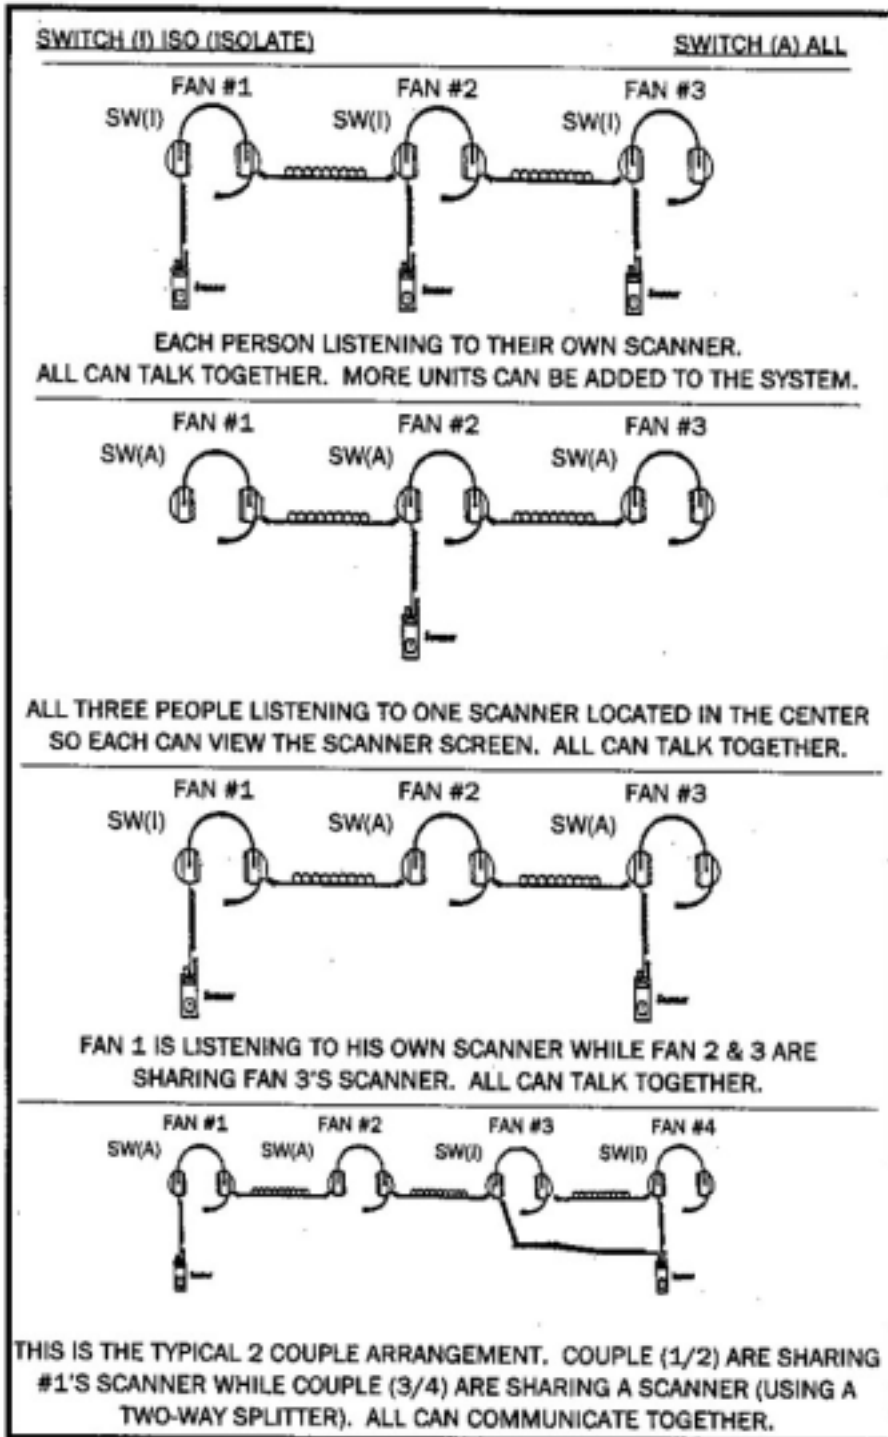 SWITCH (I) ISO (ISOLATE) SWITCH (A) ALL
FAN #1 FAN #2 FAN #3
SW(I) SW(I) SW(I)
Scanner Scanner Scanner
EACH PERSON LISTENING TO THEIR OWN SCANNER.
ALL CAN TALK TOGETHER. MORE UNITS CAN BE ADDED TO THE SYSTEM.
FAN #1 FAN #2 FAN #3
SW(A) SW(A) SW(A)
Scanner
ALL THREE PEOPLE LISTENING TO ONE SCANNER LOCATED IN THE CENTER
SO EACH CAN VIEW THE SCANNER SCREEN. ALL CAN TALK TOGETHER.
FAN #1 FAN #2 FAN #3
SW(I) SW(A) SW(A)
Scanner Scanner
FAN 1 IS LISTENING TO HIS OWN SCANNER WHILE FAN 2 & 3 ARE
SHARING FAN 3'S SCANNER. ALL CAN TALK TOGETHER.
FAN #1 FAN #2 FAN #3 FAN #4
SW(A) SW(A) SW(I) SW(I)
THIS IS THE TYPICAL 2 COUPLE ARRANGEMENT. COUPLE (1/2) ARE SHARING
#1'S SCANNER WHILE COUPLE (3/4) ARE SHARING A SCANNER (USING A
TWO-WAY SPLITTER). ALL CAN COMMUNICATE TOGETHER.